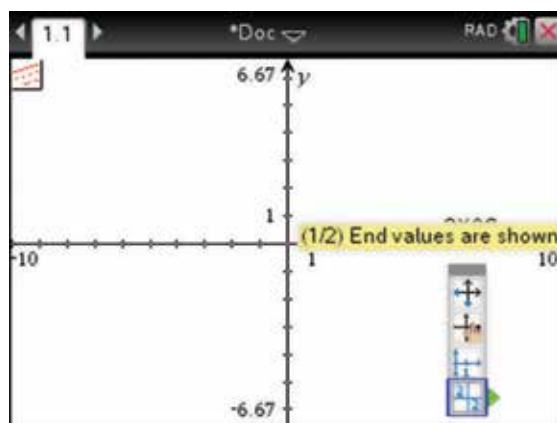 1.1 *Doc RAD
6.67 y
1
(1/2) End values are shown
-10 1 10
-6.67